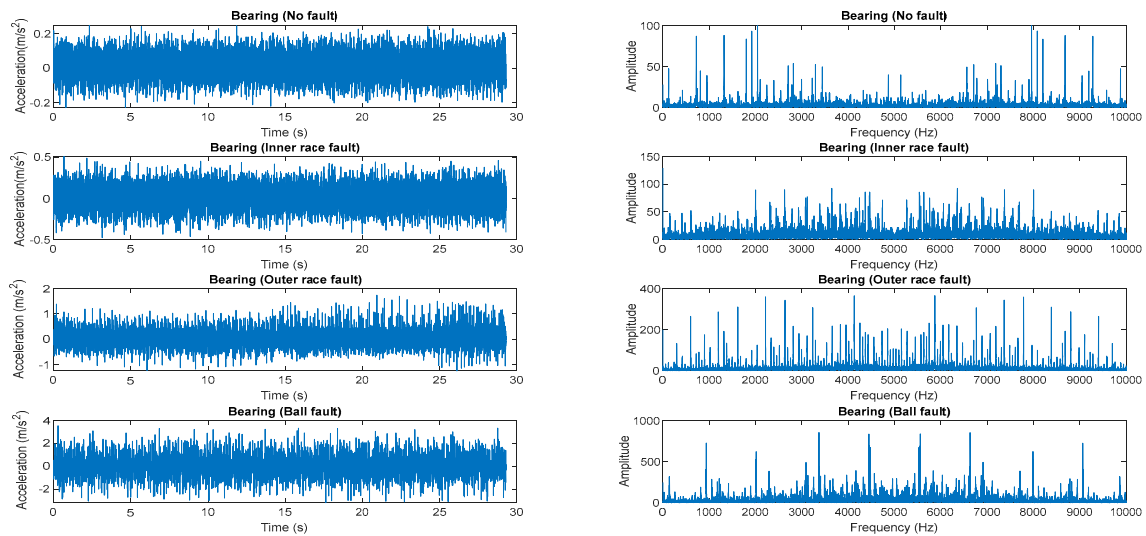 Bearing (No fault)
Acceleration(m/s²)
0.2
0
-0.2
0 5 10 15 20 25 30
Time (s)
Bearing (Inner race fault)
Acceleration(m/s²)
0.5
0
-0.5
0 5 10 15 20 25 30
Time (s)
Bearing (Outer race fault)
Acceleration (m/s²)
2
1
0
-1
0 5 10 15 20 25 30
Time (s)
Bearing (Ball fault)
Acceleration (m/s²)
4
2
0
-2
0 5 10 15 20 25 30
Time (s)
Bearing (No fault)
Amplitude
100
50
0
0 1000 2000 3000 4000 5000 6000 7000 8000 9000 10000
Frequency (Hz)
Bearing (Inner race fault)
Amplitude
150
100
50
0
0 1000 2000 3000 4000 5000 6000 7000 8000 9000 10000
Frequency (Hz)
Bearing (Outer race fault)
Amplitude
400
200
0
0 1000 2000 3000 4000 5000 6000 7000 8000 9000 10000
Frequency (Hz)
Bearing (Ball fault)
Amplitude
1000
500
0
0 1000 2000 3000 4000 5000 6000 7000 8000 9000 10000
Frequency (Hz)